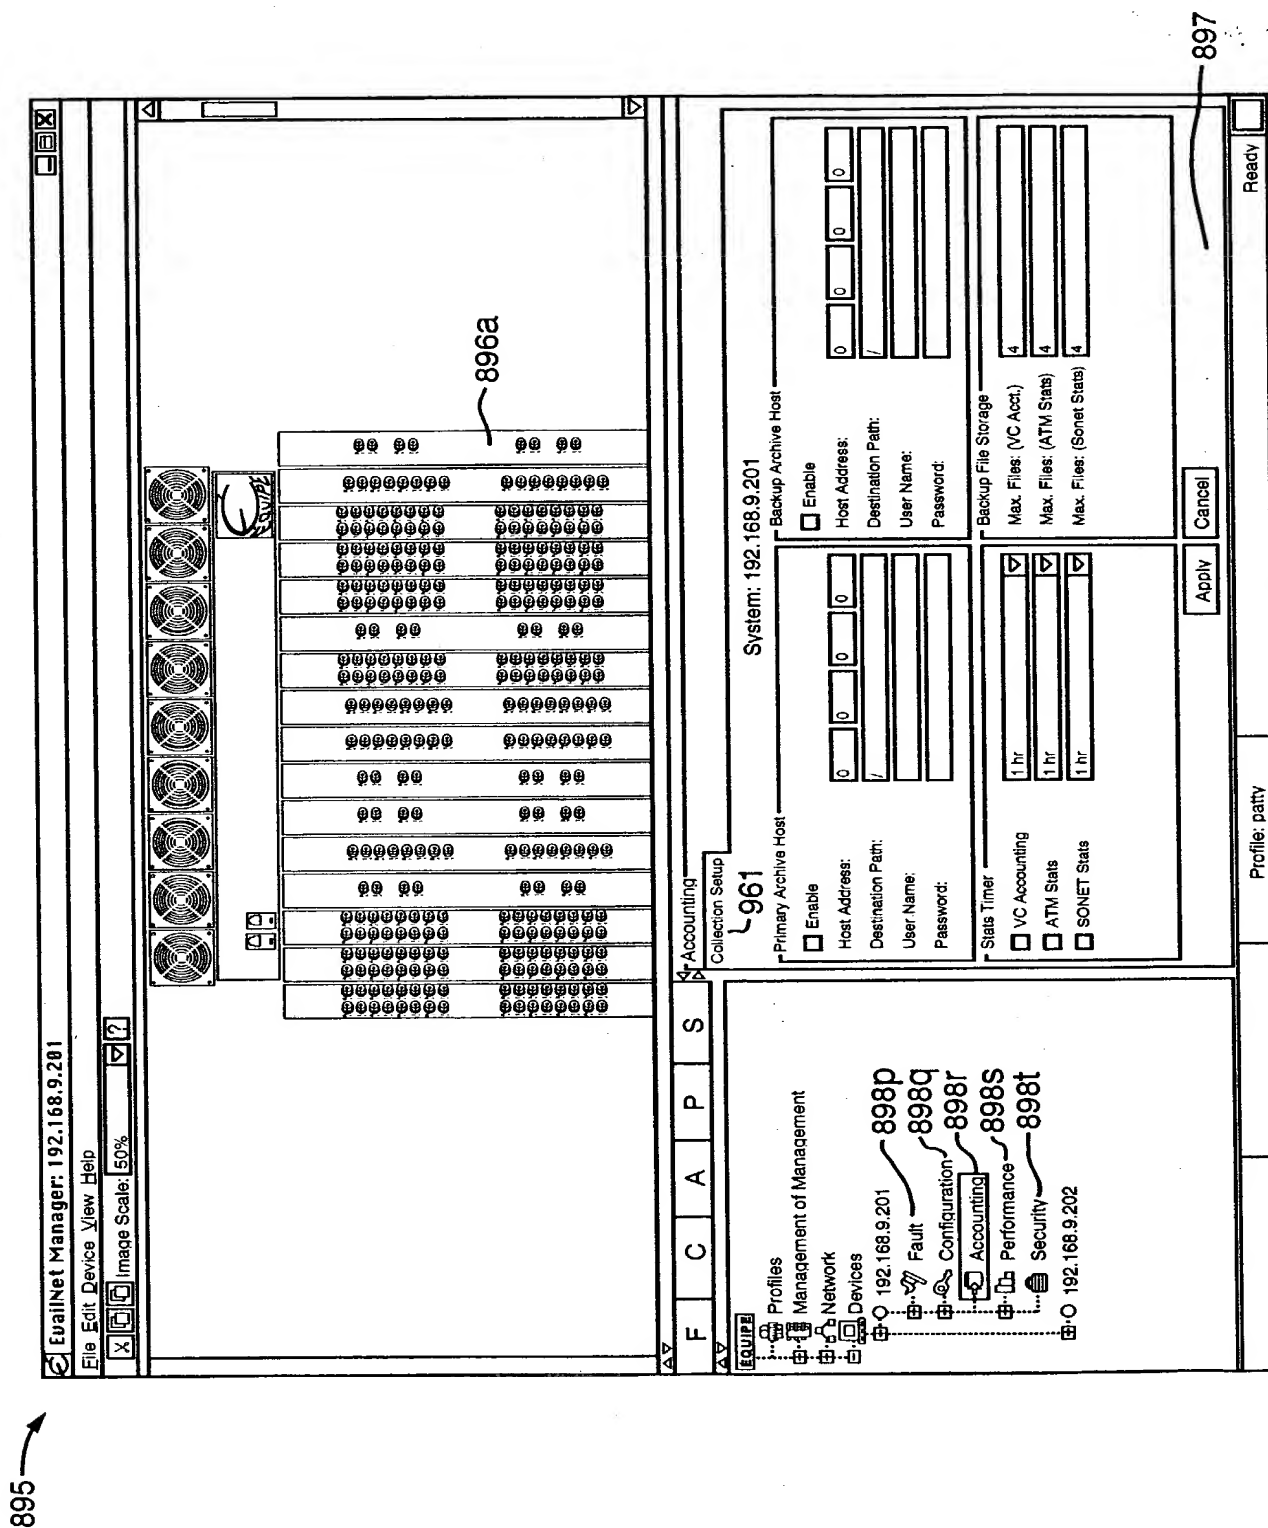 895
EvailNet Manager: 192.168.9.201
File Edit Device View Help
X Image Scale: 50% ?
896a
F C A P S
EQUIPE
Profiles
Management of Management
Network
Devices
192.168.9.201
Fault
898p
Configuration
898q
Accounting
898r
Performance
898s
Security
898t
192.168.9.202
Accounting
Collection Setup
961
System: 192.168.9.201
Primary Archive Host
Enable
Host Address: 0 0 0 0
Destination Path: /
User Name:
Password:
Backup Archive Host
Enable
Host Address: 0 0 0 0
Destination Path: /
User Name:
Password:
Stats Timer
VC Accounting 1 hr
ATM Stats 1 hr
SONET Stats 1 hr
Backup File Storage
Max. Files: (VC Acct.) 4
Max. Files: (ATM Stats) 4
Max. Files: (Sonet Stats) 4
Apply Cancel
897
Profile: patty
Ready